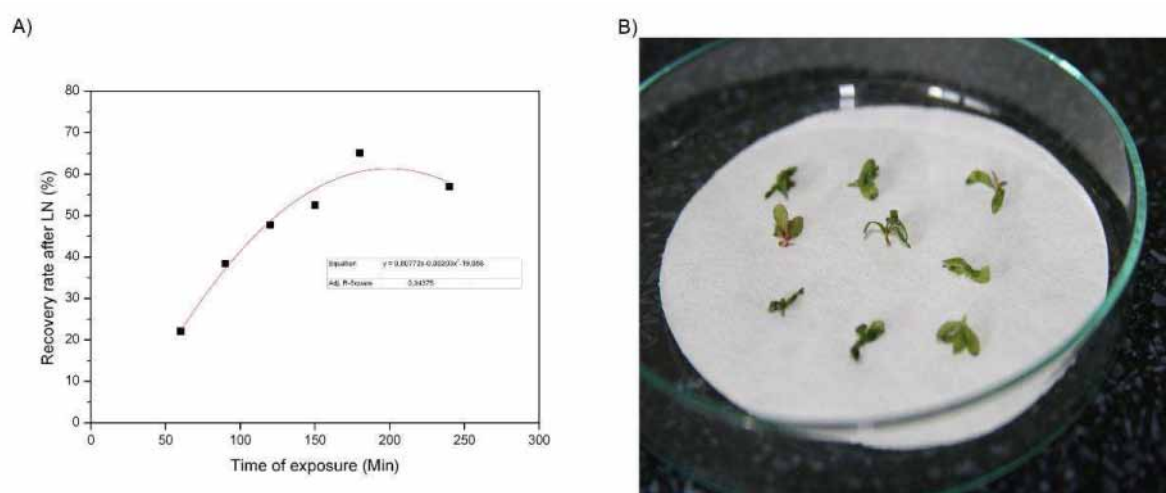 A)
B)
80
70
60
50
40
30
20
10
0
Recovery rate after LN (%)
Equation
Adj. R-Square
0 50 100 150 200 250 300
Time of exposure (Min)